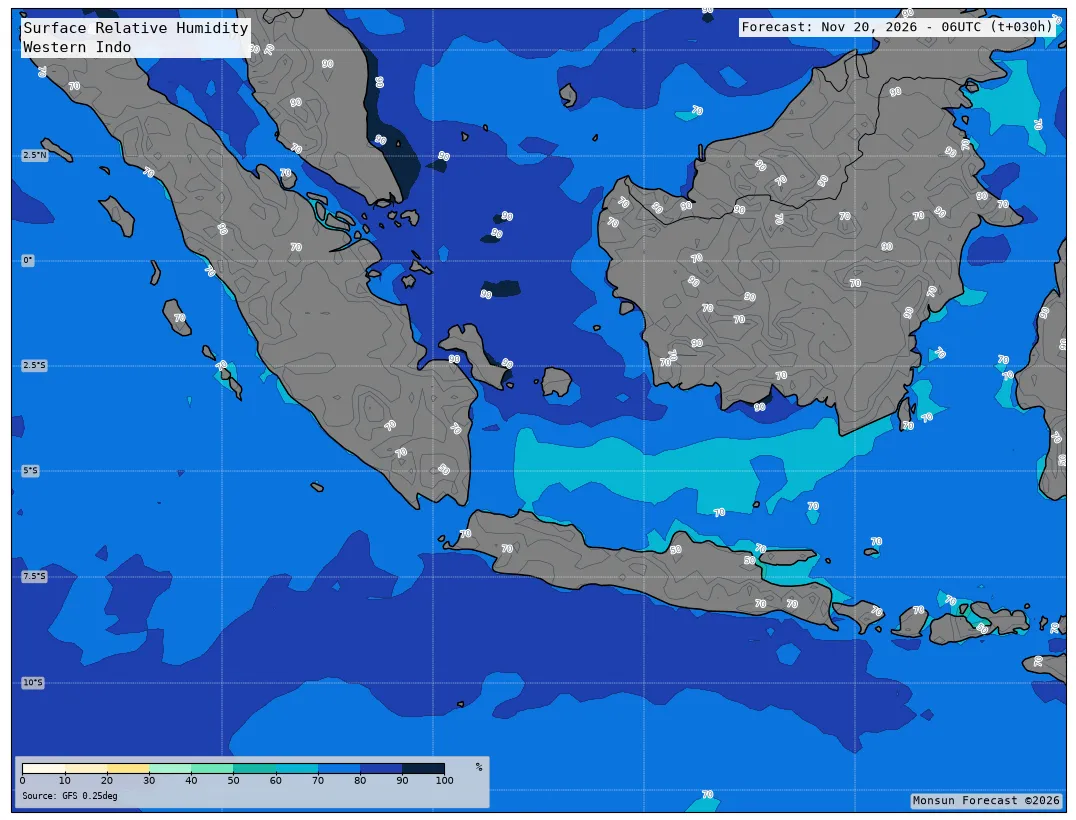 Surface Relative Humidity
Western Indo
Forecast: Nov 20, 2026 - 06UTC (t+030h)
2.5°N
0°
2.5°S
5°S
7.5°S
10°S
0 10 20 30 40 50 60 70 80 90 100 %
Source: GFS 0.25deg
Monsun Forecast ©2026